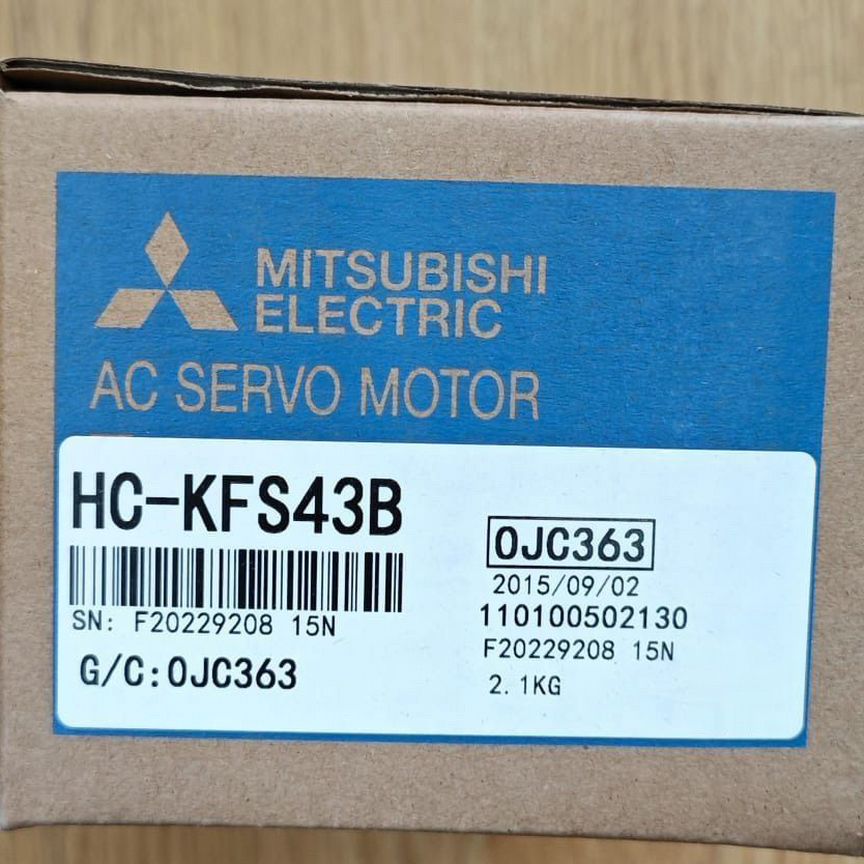 MITSUBISHI
ELECTRIC
AC SERVO MOTOR
HC-KFS43B
SN: F20229208 15N
G/C:0JC363
0JC363
2015/09/02
110100502130
F20229208 15N
2.1KG